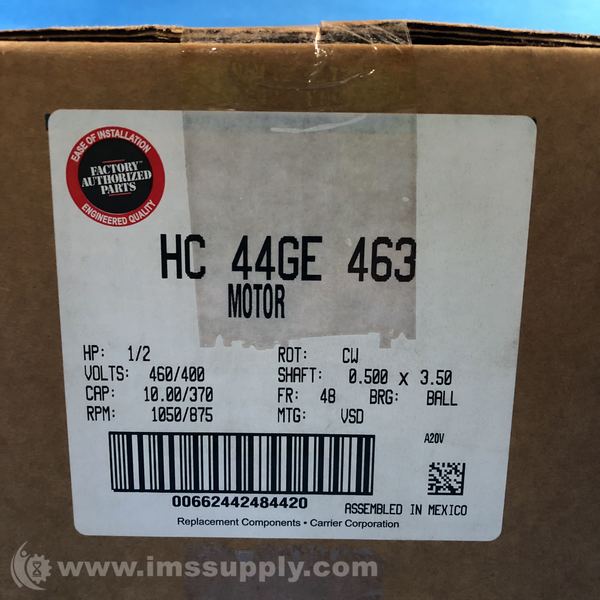 EASE OF INSTALLATION
FACTORY
AUTHORIZED
PARTS
ENGINEERED QUALITY
HC 44GE 463
MOTOR
HP: 1/2 ROT: CW
VOLTS: 460/400 SHAFT: 0.500 x 3.50
CAP: 10.00/370 FR: 48 BRG: BALL
RPM: 1050/875 MTG: VSD
A20V
00662442484420
ASSEMBLED IN MEXICO
Replacement Components • Carrier Corporation
www.imssupply.com